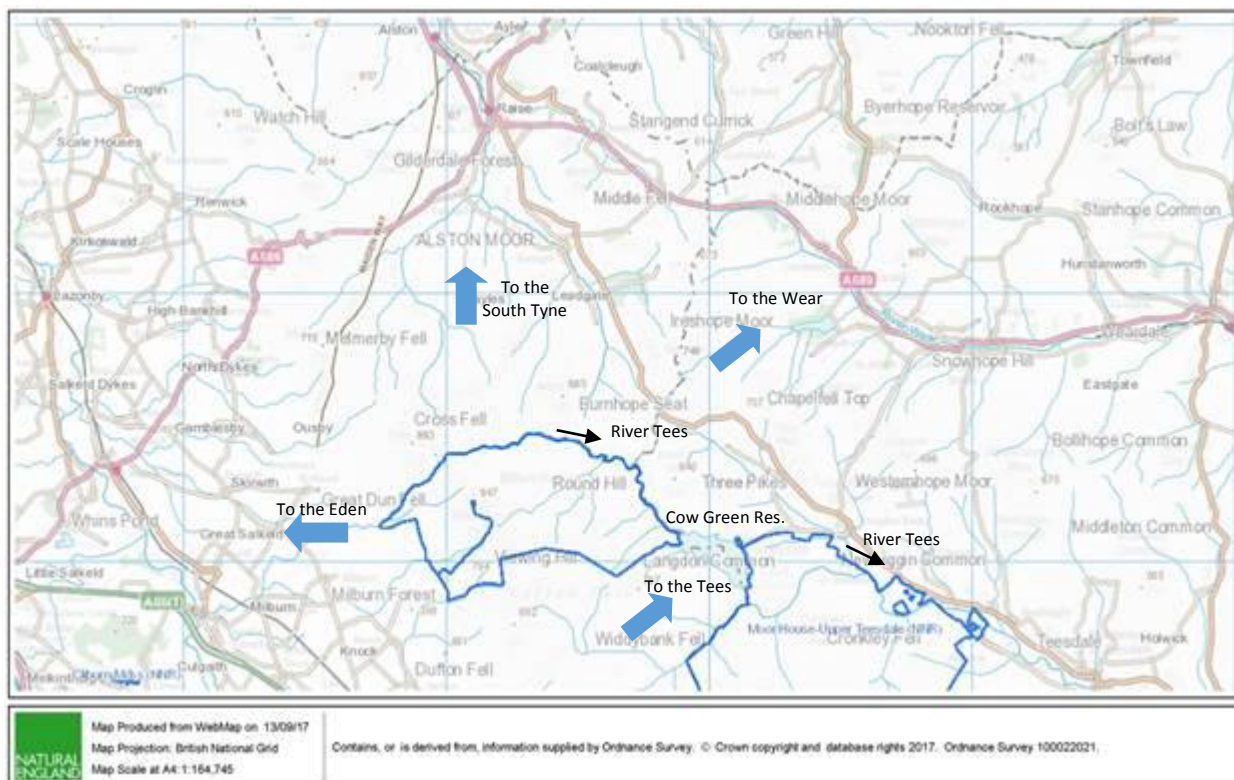 Alston
Green Hill
Nookton Fell
Coalcleugh
Townfield
Croglin
Watch Hill
Raise
Stangend Currick
Byerhope Reservoir
Bolt's Law
Scale Houses
Gilderdale Forest
Renwick
Middle Fell
Middlehope Moor
Rookhope
Stanhope Common
Kirkoswald
A686
ALSTON MOOR
Hunstanworth
A689
Lazonby
High Bankhill
To the
South Tyne
Leadgate
To the Wear
Ireshope Moor
Melmerby Fell
Weardale
Snowhope Hill
Salkeld Dykes
Eastgate
Burnhope Seat
Chapelfell Top
Gamblesby
Ousby
Cross Fell
River Tees
Bollihope Common
Skirwith
Great Dun Fell
Round Hill
Three Pikes
Westernhope Moor
Whins Pond
Great Salkeld
To the Eden
Cow Green Res.
River Tees
Middleton Common
Viewing Hill
Langdon Common
Newbiggin Common
Little Salkeld
Milburn Forest
To the Tees
Milburn
Widdybank Fell
Moor House-Upper Teesdale (NNR)
Cronkley Fell
Teesdale
Holwick
Knock
Dufton Fell
Culgaith
NATURAL
ENGLAND
Map Produced from WebMap on 13/09/17
Map Projection: British National Grid
Map Scale at A4: 1:164,745
Contains, or is derived from, information supplied by Ordnance Survey. © Crown copyright and database rights 2017. Ordnance Survey 100022021.